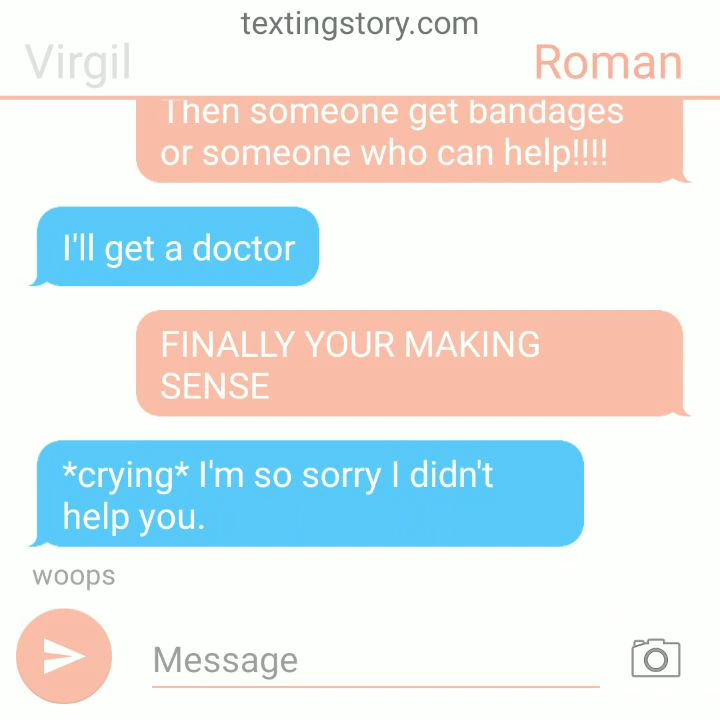 textingstory.com
Virgil
Roman
Then someone get bandages
or someone who can help!!!!
I'll get a doctor
FINALLY YOUR MAKING
SENSE
*crying* I'm so sorry I didn't
help you.
woops
Message